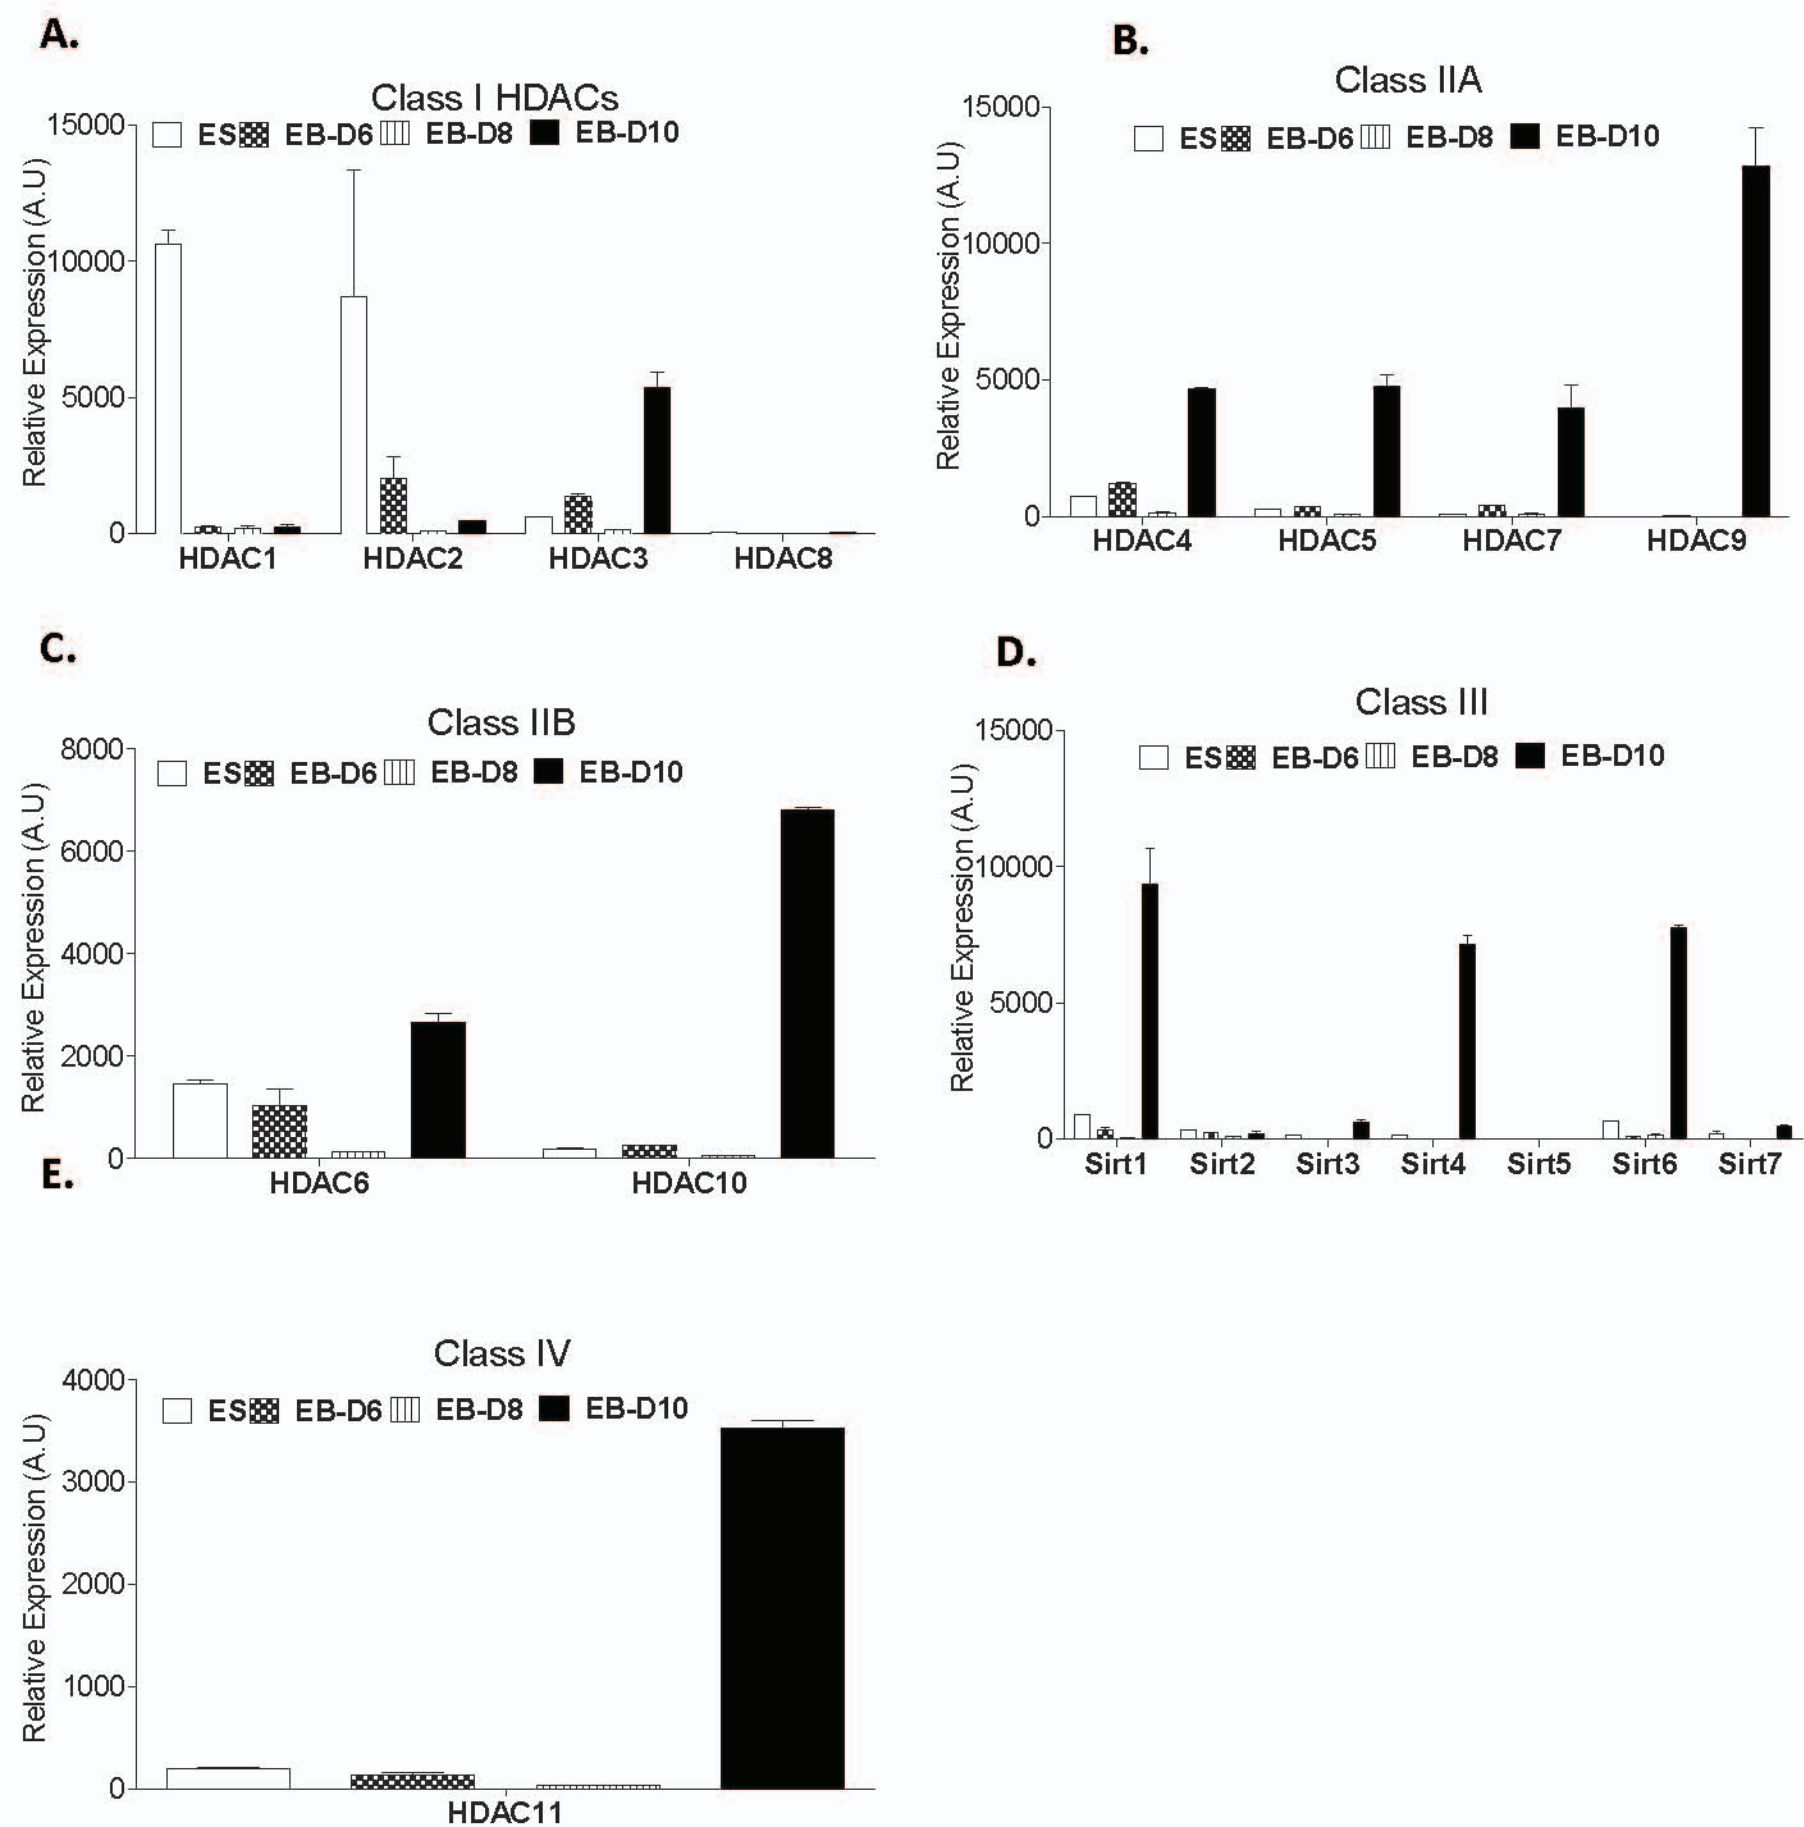 A.
Class I HDACs
ES EB-D6 EB-D8 EB-D10
Relative Expression (A.U)
15000
10000
5000
0
HDAC1 HDAC2 HDAC3 HDAC8
B.
Class IIA
ES EB-D6 EB-D8 EB-D10
Relative Expression (A.U)
15000
10000
5000
0
HDAC4 HDAC5 HDAC7 HDAC9
C.
Class IIB
ES EB-D6 EB-D8 EB-D10
Relative Expression (A.U)
8000
6000
4000
2000
0
HDAC6 HDAC10
D.
Class III
ES EB-D6 EB-D8 EB-D10
Relative Expression (A.U)
15000
10000
5000
0
Sirt1 Sirt2 Sirt3 Sirt4 Sirt5 Sirt6 Sirt7
E.
Class IV
ES EB-D6 EB-D8 EB-D10
Relative Expression (A.U)
4000
3000
2000
1000
0
HDAC11